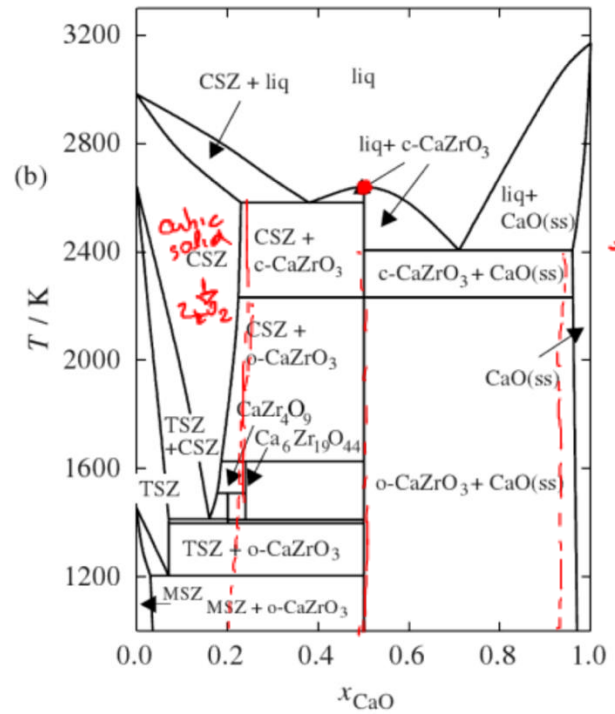 3200
liq
CSZ + liq
2800
liq+ c-CaZrO3
(b)
liq+
CaO(ss)
cubic
solid
CSZ
2400
CSZ +
c-CaZrO3
c-CaZrO3 + CaO(ss)
ZrO2
T / K
CSZ +
o-CaZrO3
2000
CaO(ss)
CaZr4O9
TSZ
+CSZ
Ca6Zr19O44
1600
TSZ
o-CaZrO3 + CaO(ss)
TSZ + o-CaZrO3
1200
MSZ
MSZ + o-CaZrO3
0.0 0.2 0.4 0.6 0.8 1.0
xCaO